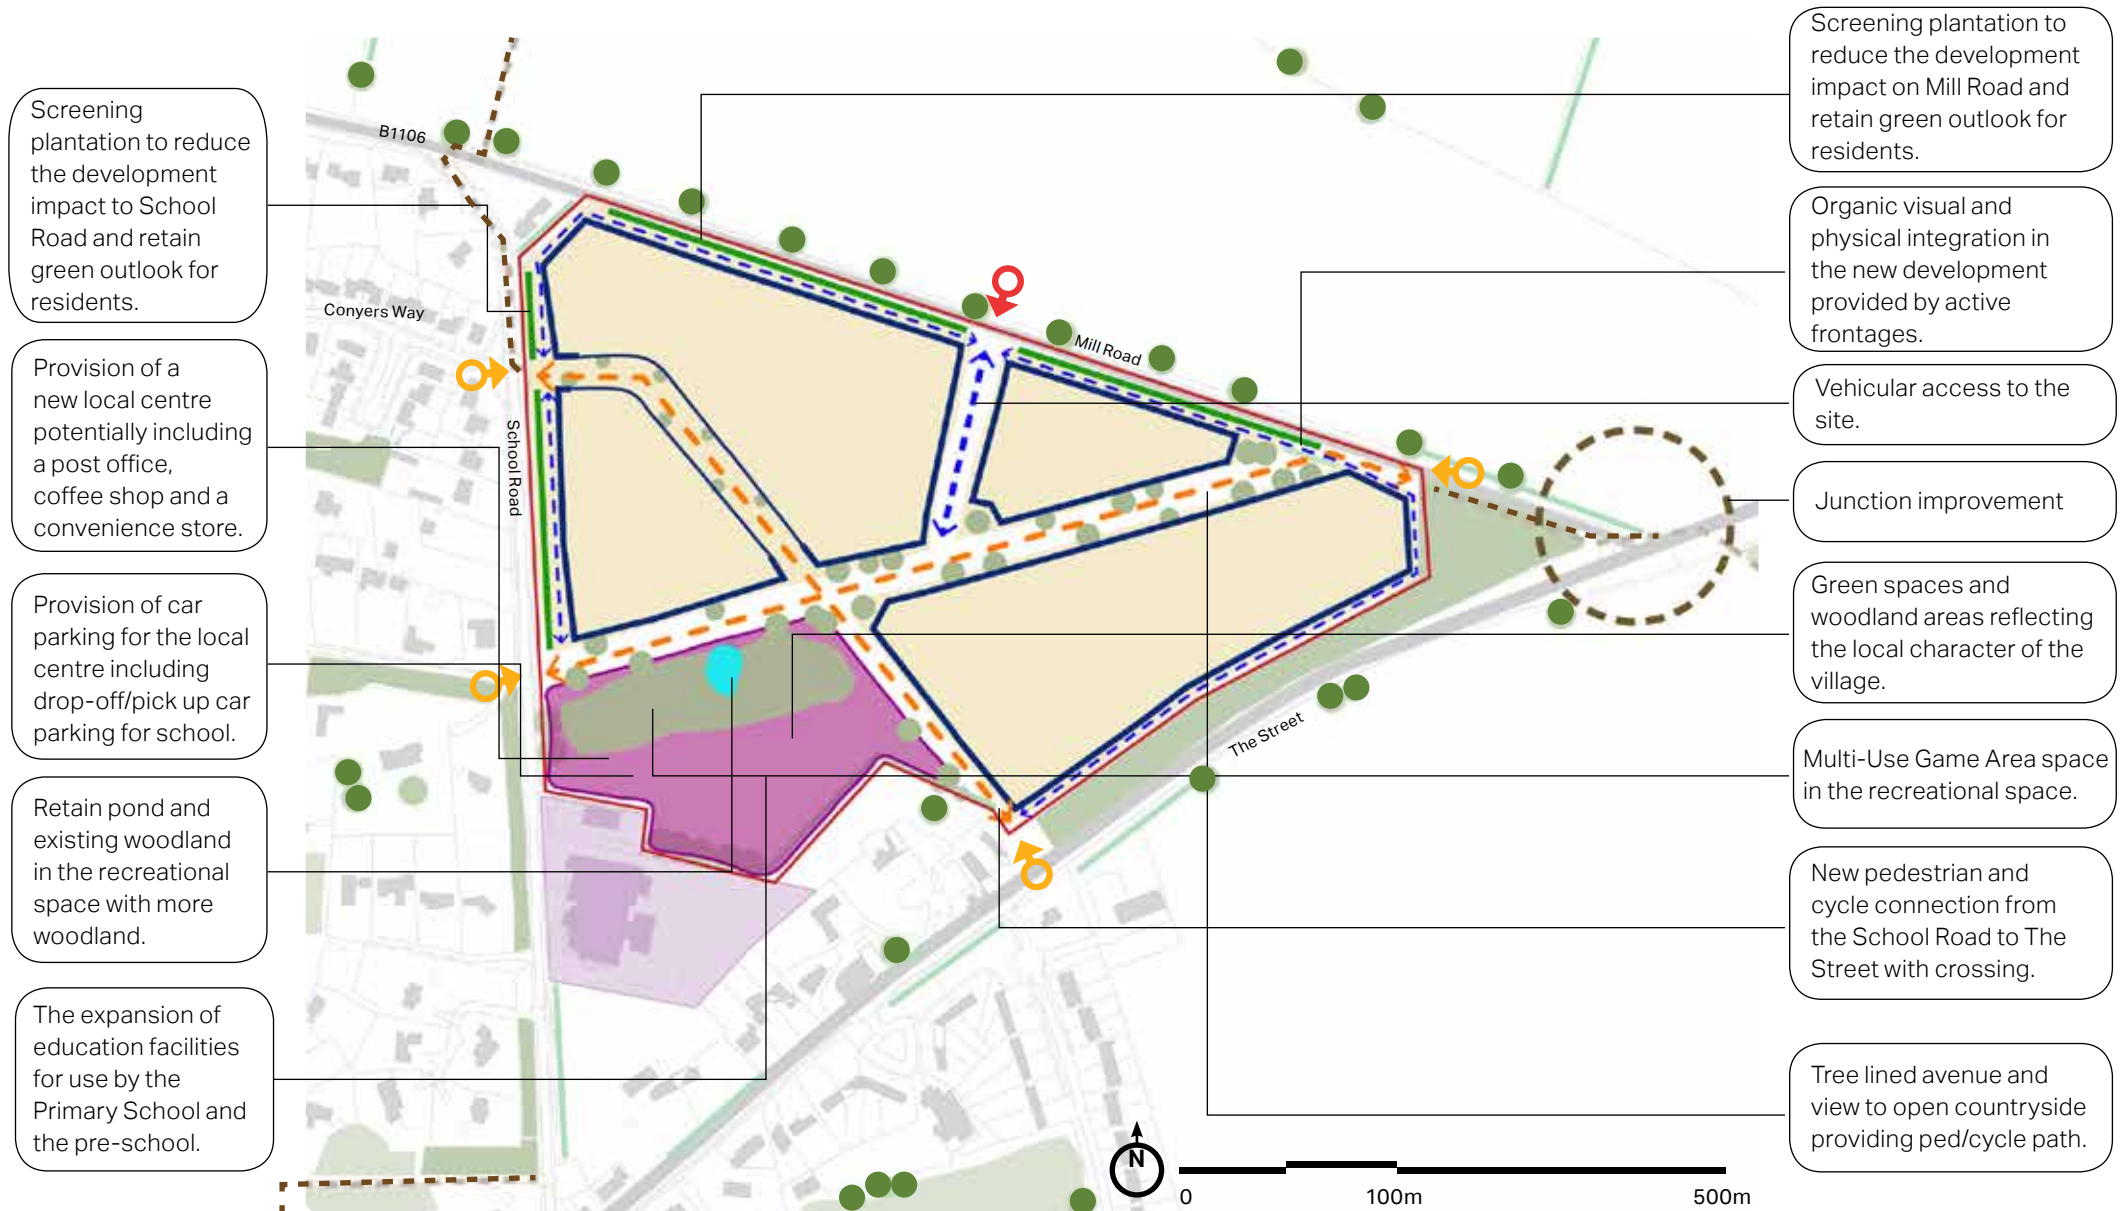 Screening
plantation to reduce
the development
impact to School
Road and retain
green outlook for
residents.
Provision of a
new local centre
potentially including
a post office,
coffee shop and a
convenience store.
Provision of car
parking for the local
centre including
drop-off/pick up car
parking for school.
Retain pond and
existing woodland
in the recreational
space with more
woodland.
The expansion of
education facilities
for use by the
Primary School and
the pre-school.
B1106
Conyers Way
School Road
Mill Road
The Street
N
0
100m
500m
Screening plantation to
reduce the development
impact on Mill Road and
retain green outlook for
residents.
Organic visual and
physical integration in
the new development
provided by active
frontages.
Vehicular access to the
site.
Junction improvement
Green spaces and
woodland areas reflecting
the local character of the
village.
Multi-Use Game Area space
in the recreational space.
New pedestrian and
cycle connection from
the School Road to The
Street with crossing.
Tree lined avenue and
view to open countryside
providing ped/cycle path.